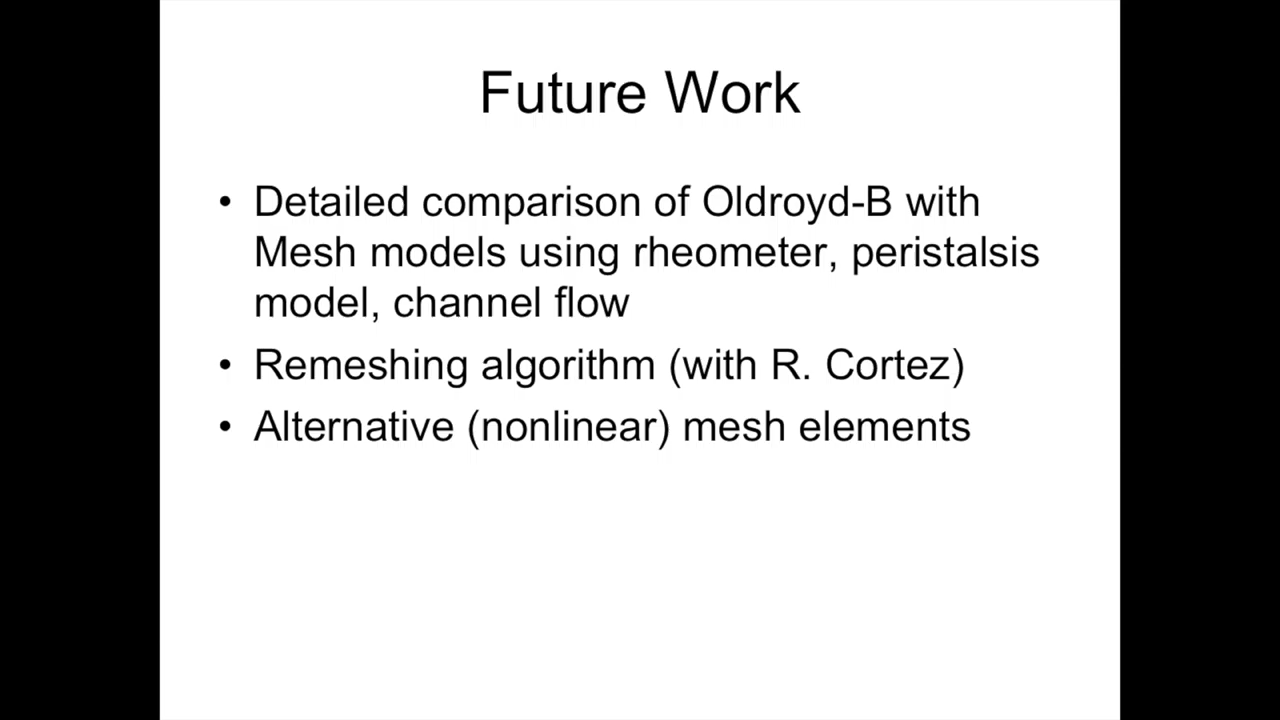 Future Work
• Detailed comparison of Oldroyd-B with
Mesh models using rheometer, peristalsis
model, channel flow
• Remeshing algorithm (with R. Cortez)
• Alternative (nonlinear) mesh elements